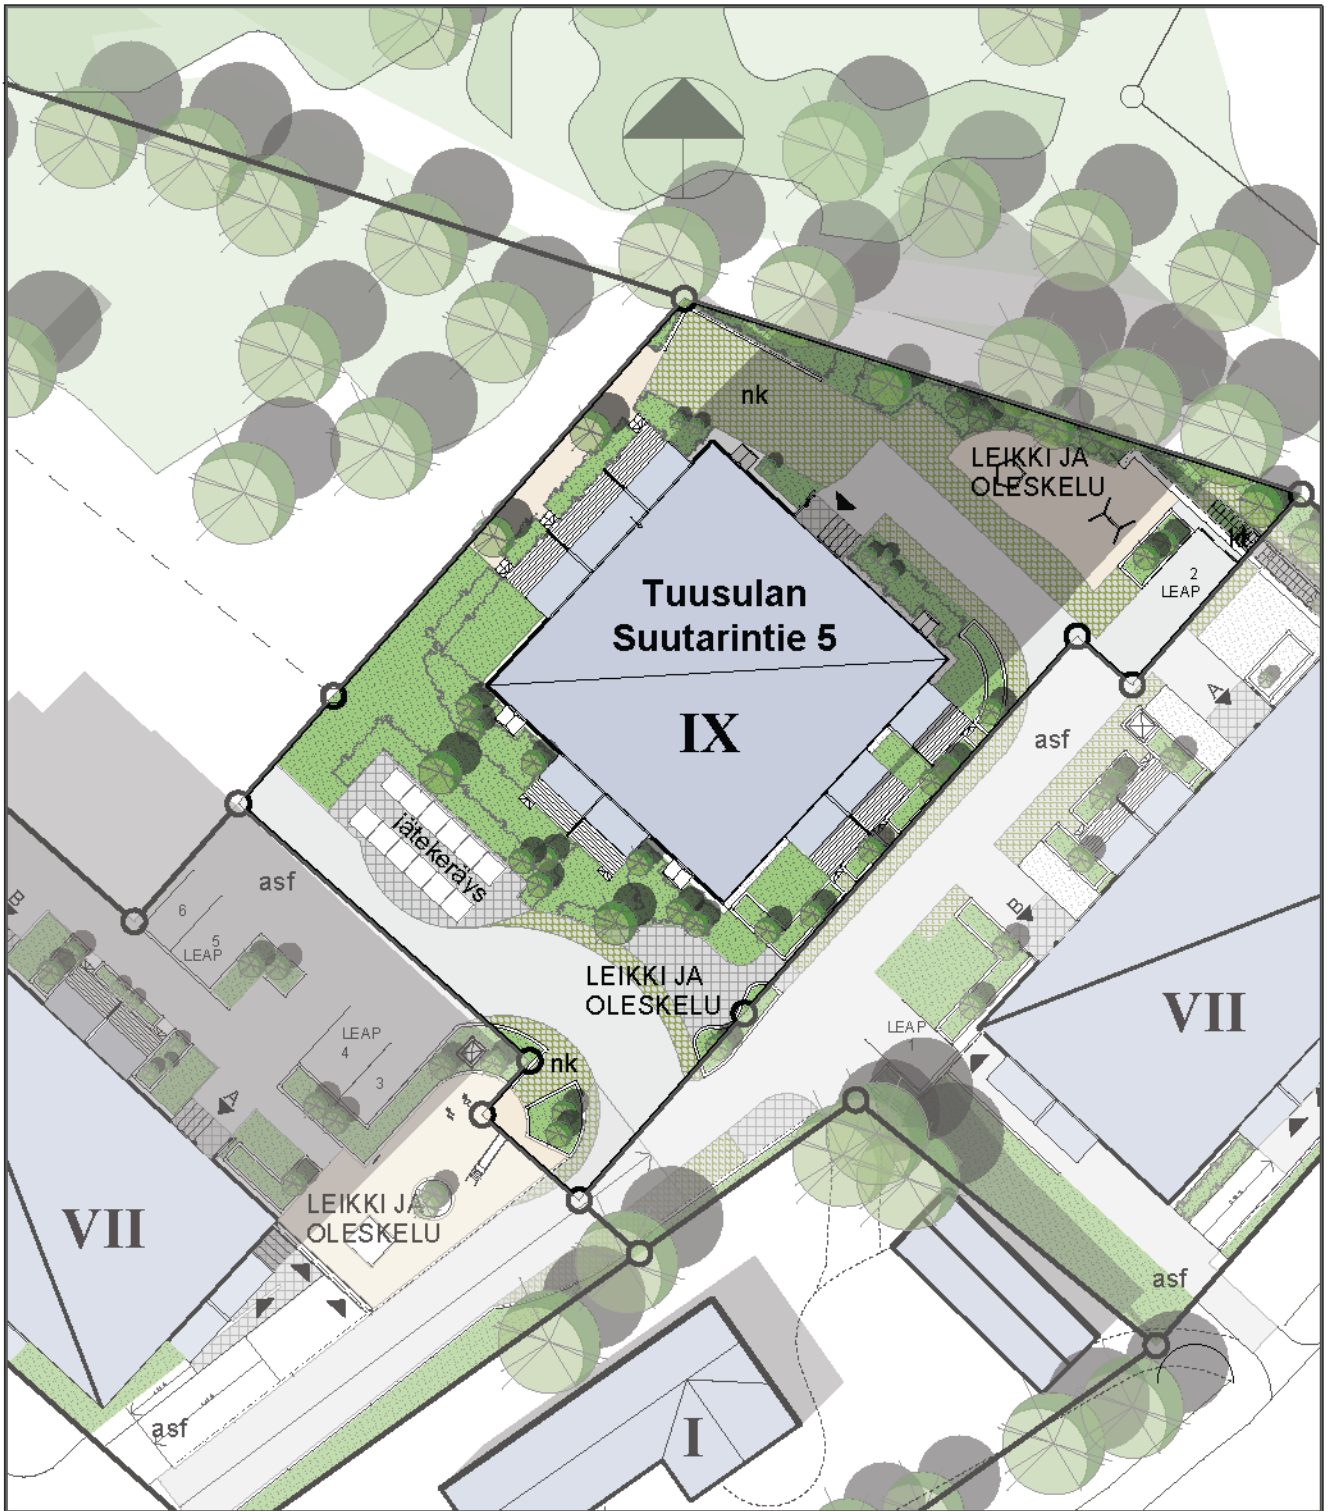 nk
LEIKKI JA
OLESKELU
Tuusulan
Suutarintie 5
IX
2
LEAP
A
asf
jätekeräys
B
asf
6
5
LEAP
B
LEIKKI JA
OLESKELU
VII
LEAP
1
LEAP
4
3
nk
A
LEIKKI JA
OLESKELU
VII
asf
I
asf